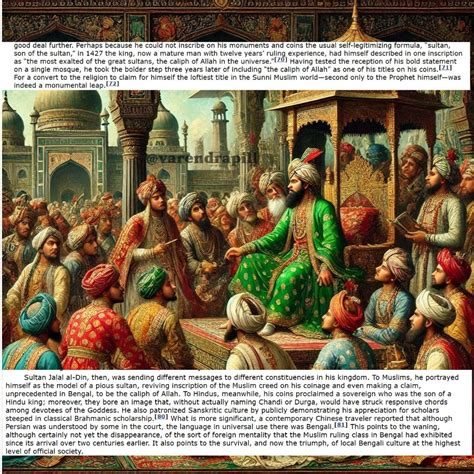 good deal further. Perhaps because he could not inscribe on his monuments and coins the usual self-legitimizing formula, “sultan,
son of the sultan,” in 1427 the king, now a mature man with twelve years’ ruling experience, had himself described in one inscription
as “the most exalted of the great sultans, the caliph of Allah in the universe.”[70] Having tested the reception of his bold statement
on a single mosque, he took the bolder step three years later of including “the caliph of Allah” as one of his titles on his coins.[71]
For a convert to the religion to claim for himself the loftiest title in the Sunni Muslim world—second only to the Prophet himself—was
indeed a monumental leap.[72]
@varendrapill
Sultan Jalal al-Din, then, was sending different messages to different constituencies in his kingdom. To Muslims, he portrayed
himself as the model of a pious sultan, reviving inscription of the Muslim creed on his coinage and even making a claim,
unprecedented in Bengal, to be the caliph of Allah. To Hindus, meanwhile, his coins proclaimed a sovereign who was the son of a
Hindu king; moreover, they bore an image that, without actually naming Chandi or Durga, would have struck responsive chords
among devotees of the Goddess. He also patronized Sanskritic culture by publicly demonstrating his appreciation for scholars
steeped in classical Brahmanic scholarship.[80] What is more significant, a contemporary Chinese traveler reported that although
Persian was understood by some in the court, the language in universal use there was Bengali.[81] This points to the waning,
although certainly not yet the disappearance, of the sort of foreign mentality that the Muslim ruling class in Bengal had exhibited
since its arrival over two centuries earlier. It also points to the survival, and now the triumph, of local Bengali culture at the highest
level of official society.